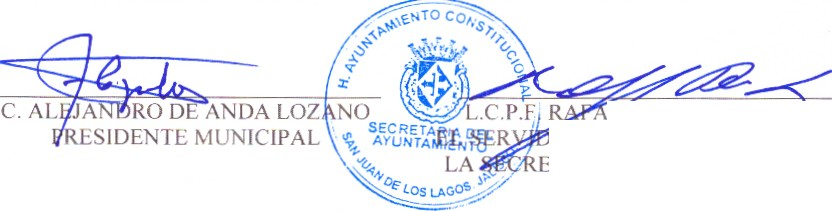 H. AYUNTAMIENTO CONSTITUCIONAL
C. ALEJANDRO DE ANDA LOZANO
PRESIDENTE MUNICIPAL
SECRETARIA DEL
AYUNTAMIENTO
SAN JUAN DE LOS LAGOS, JAL.
L.C.P.F. RAFA
EL SERVID
LA SECRE